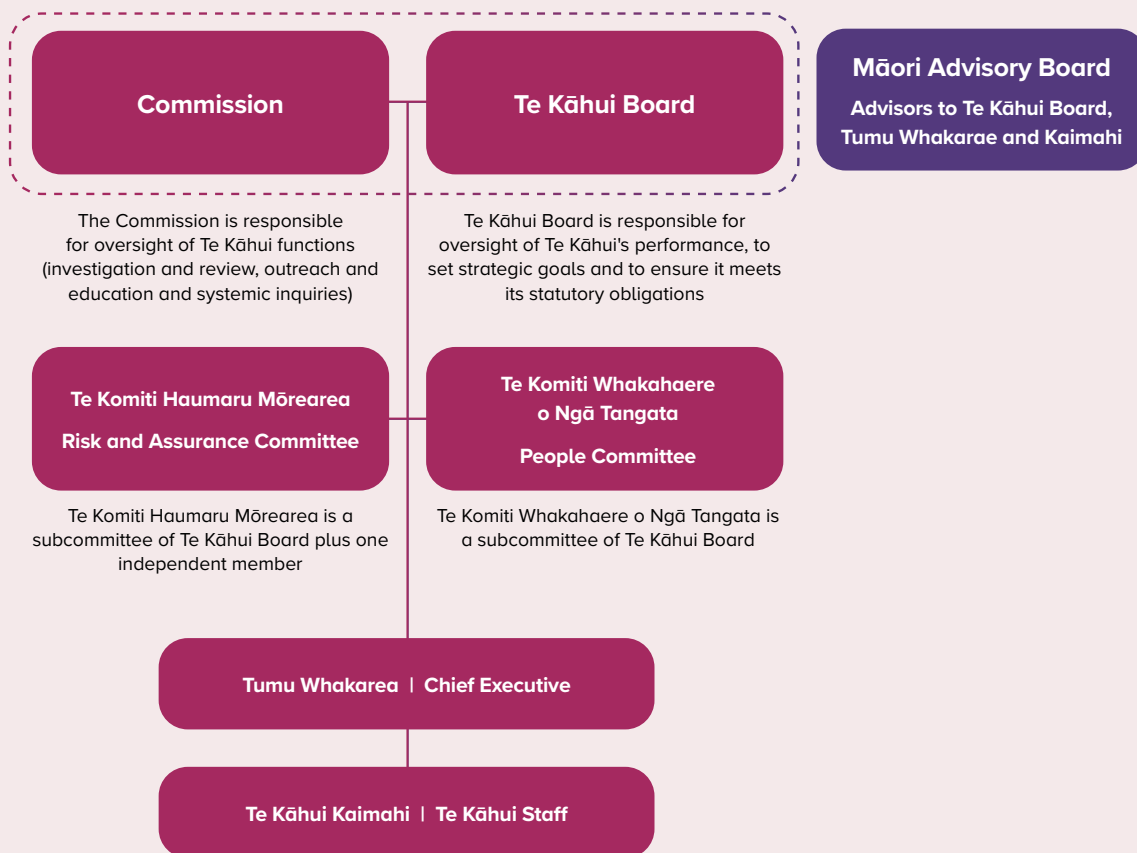 Commission
Te Kāhui Board
Māori Advisory Board
Advisors to Te Kāhui Board,
Tumu Whakarae and Kaimahi
The Commission is responsible
for oversight of Te Kāhui functions
(investigation and review, outreach and
education and systemic inquiries)
Te Kāhui Board is responsible for
oversight of Te Kāhui's performance, to
set strategic goals and to ensure it meets
its statutory obligations
Te Komiti Haumaru Mōrearea
Risk and Assurance Committee
Te Komiti Whakahaere
o Ngā Tangata
People Committee
Te Komiti Haumaru Mōrearea is a
subcommittee of Te Kāhui Board plus one
independent member
Te Komiti Whakahaere o Ngā Tangata is
a subcommittee of Te Kāhui Board
Tumu Whakarea | Chief Executive
Te Kāhui Kaimahi | Te Kāhui Staff